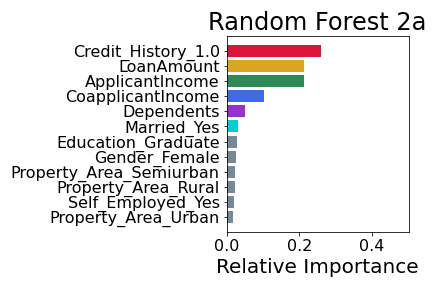 Random Forest 2a
Credit_History_1.0
LoanAmount
ApplicantIncome
CoapplicantIncome
Dependents
Married_Yes
Education_Graduate
Gender_Female
Property_Area_Semiurban
Property_Area_Rural
Self_Employed_Yes
Property_Area_Urban
0.0 0.2 0.4
Relative Importance